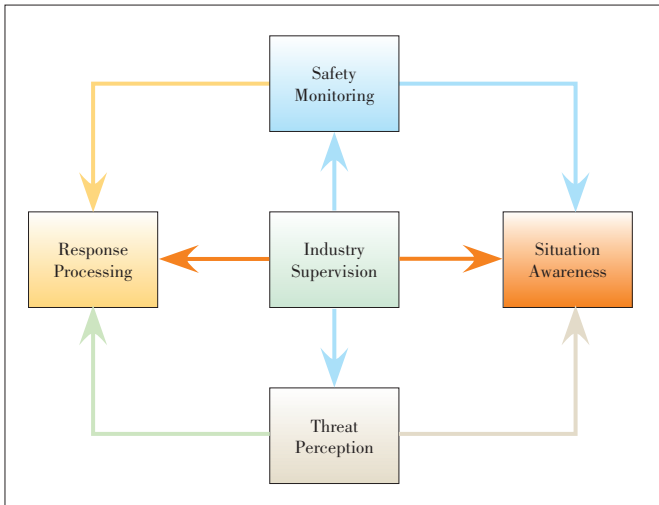 Safety
Monitoring
Response
Processing
Industry
Supervision
Situation
Awareness
Threat
Perception